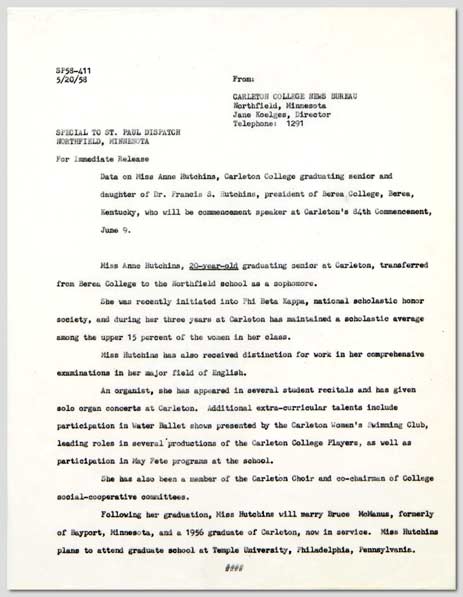 SP58-411
5/20/58
From:
CARLETON COLLEGE NEWS BUREAU
Northfield, Minnesota
Jane Koelges, Director
Telephone: 1291
SPECIAL TO ST. PAUL DISPATCH
NORTHFIELD, MINNESOTA
For Immediate Release
Data on Miss Anne Hutchins, Carleton College graduating senior and
daughter of Dr. Francis S. Hutchins, president of Berea College, Berea,
Kentucky, who will be commencement speaker at Carleton's 84th Commencement,
June 9.
Miss Anne Hutchins, 20-year-old graduating senior at Carleton, transferred
from Berea College to the Northfield school as a sophomore.
She was recently initiated into Phi Beta Kappa, national scholastic honor
society, and during her three years at Carleton has maintained a scholastic average
among the upper 15 percent of the women in her class.
Miss Hutchins has also received distinction for work in her comprehensive
examinations in her major field of English.
An organist, she has appeared in several student recitals and has given
solo organ concerts at Carleton. Additional extra-curricular talents include
participation in Water Ballet shows presented by the Carleton Women's Swimming Club,
leading roles in several productions of the Carleton College Players, as well as
participation in May Fete programs at the school.
She has also been a member of the Carleton Choir and co-chairman of College
social-cooperative committees.
Following her graduation, Miss Hutchins will marry Bruce McManus, formerly
of Bayport, Minnesota, and a 1956 graduate of Carleton, now in service. Miss Hutchins
plans to attend graduate school at Temple University, Philadelphia, Pennsylvania.
####